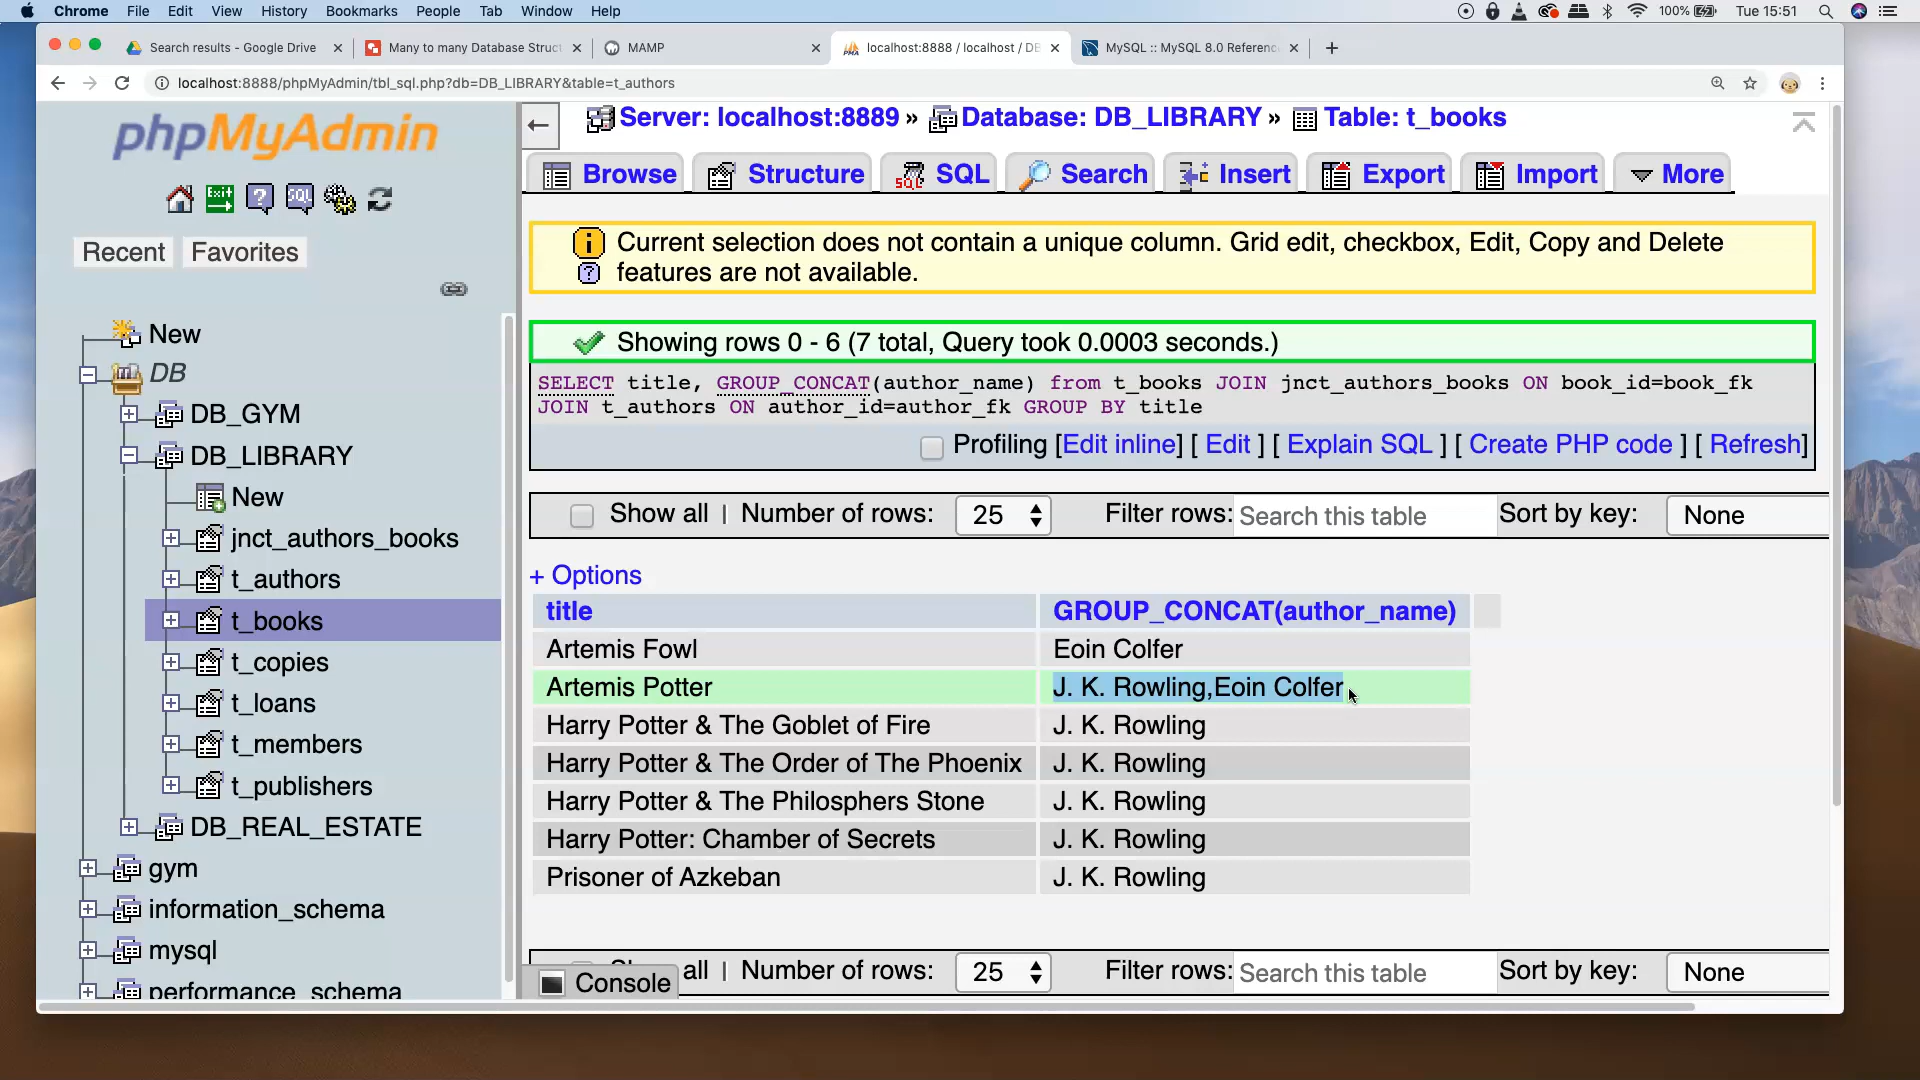 Chrome File Edit View History Bookmarks People Tab Window Help 100% Tue 15:51
Search results - Google Drive
Many to many Database Struct
MAMP
localhost:8888 / localhost / DB
MySQL :: MySQL 8.0 Referenc
localhost:8888/phpMyAdmin/tbl_sql.php?db=DB_LIBRARY&table=t_authors
phpMyAdmin
Recent Favorites
New
DB
DB_GYM
DB_LIBRARY
New
jnct_authors_books
t_authors
t_books
t_copies
t_loans
t_members
t_publishers
DB_REAL_ESTATE
gym
information_schema
mysql
performance_schema
Server: localhost:8889 » Database: DB_LIBRARY » Table: t_books
Browse Structure SQL Search Insert Export Import More
Current selection does not contain a unique column. Grid edit, checkbox, Edit, Copy and Delete
features are not available.
Showing rows 0 - 6 (7 total, Query took 0.0003 seconds.)
SELECT title, GROUP_CONCAT(author_name) from t_books JOIN jnct_authors_books ON book_id=book_fk
JOIN t_authors ON author_id=author_fk GROUP BY title
Profiling [Edit inline] [ Edit ] [ Explain SQL ] [ Create PHP code ] [ Refresh]
Show all | Number of rows: 25 Filter rows: Search this table Sort by key: None
+ Options
title GROUP_CONCAT(author_name)
Artemis Fowl Eoin Colfer
Artemis Potter J. K. Rowling,Eoin Colfer
Harry Potter & The Goblet of Fire J. K. Rowling
Harry Potter & The Order of The Phoenix J. K. Rowling
Harry Potter & The Philosphers Stone J. K. Rowling
Harry Potter: Chamber of Secrets J. K. Rowling
Prisoner of Azkeban J. K. Rowling
all | Number of rows: 25 Filter rows: Search this table Sort by key: None
Console